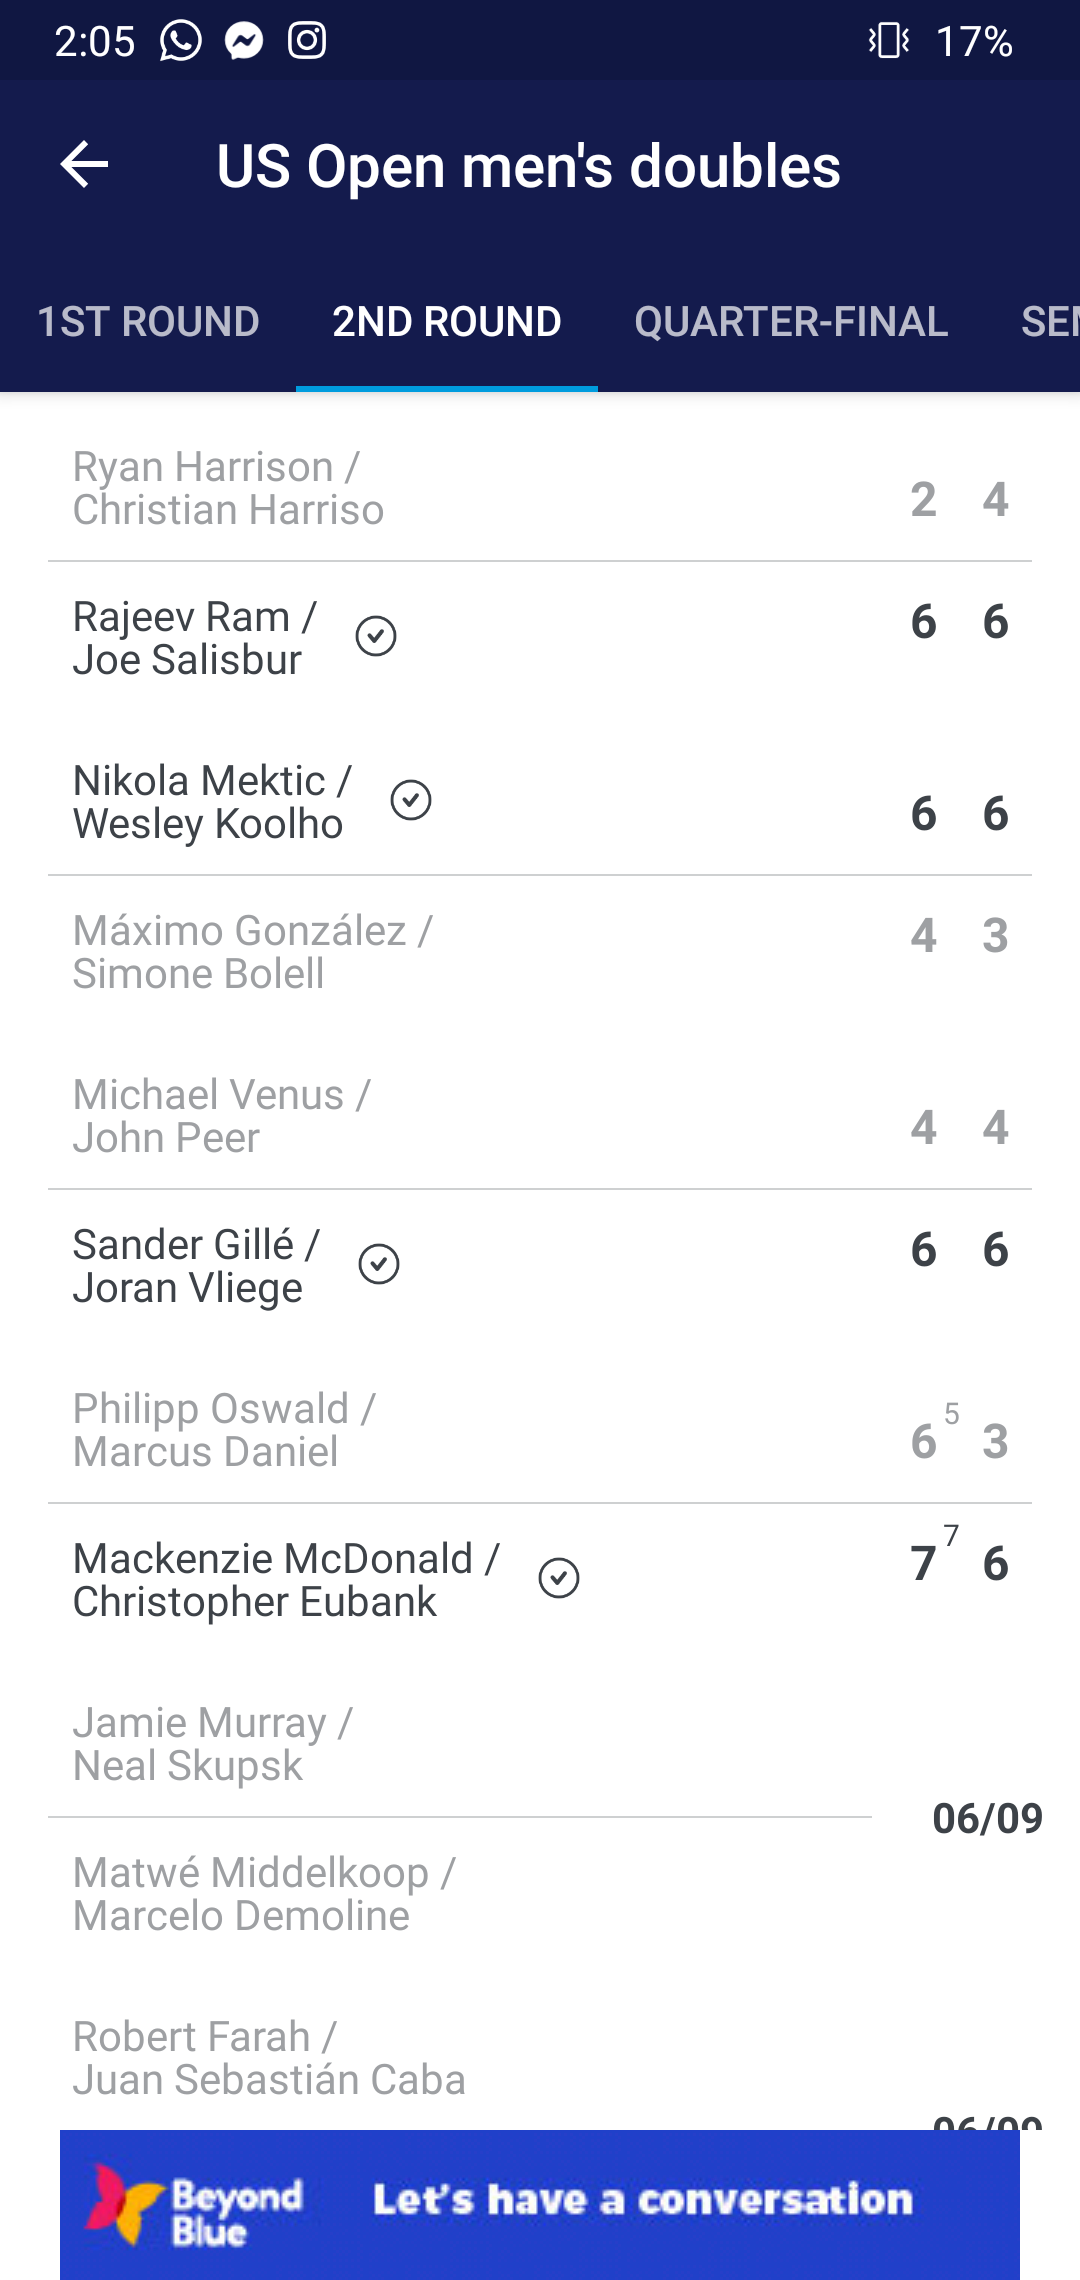 2:05 17%
US Open men's doubles
1ST ROUND 2ND ROUND QUARTER-FINAL SE
Ryan Harrison /
Christian Harriso
2 4
Rajeev Ram /
Joe Salisbur
6 6
Nikola Mektic /
Wesley Koolho
6 6
Máximo González /
Simone Bolell
4 3
Michael Venus /
John Peer
4 4
Sander Gillé /
Joran Vliege
6 6
Philipp Oswald /
Marcus Daniel
6 5 3
Mackenzie McDonald /
Christopher Eubank
7 7 6
Jamie Murray /
Neal Skupsk
06/09
Matwé Middelkoop /
Marcelo Demoline
Robert Farah /
Juan Sebastián Caba
06/09
Beyond
Blue
Let's have a conversation